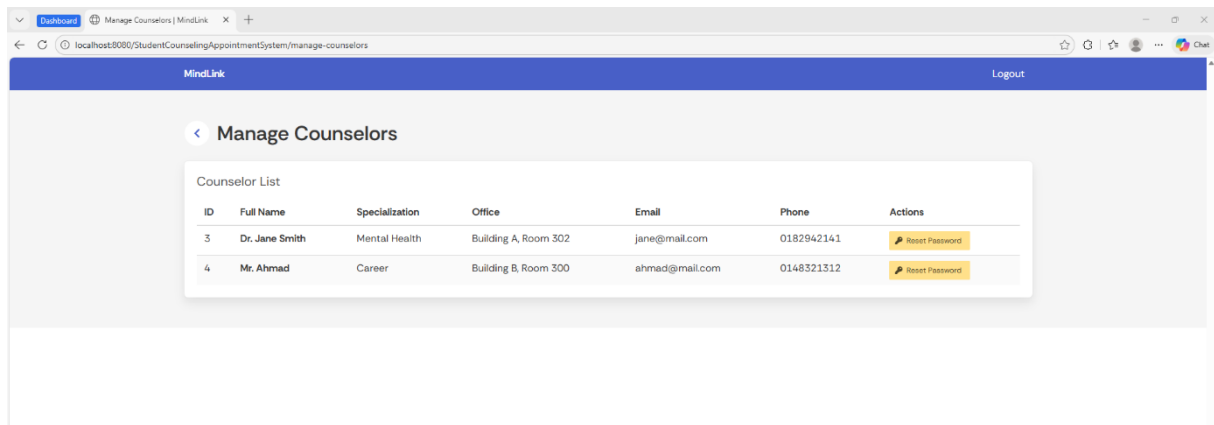 Dashboard Manage Counselors | MindLink
localhost:8080/StudentCounselingAppointmentSystem/manage-counselors Chat
MindLink Logout
Manage Counselors
Counselor List
ID Full Name Specialization Office Email Phone Actions
3 Dr. Jane Smith Mental Health Building A, Room 302 jane@mail.com 0182942141 Reset Password
4 Mr. Ahmad Career Building B, Room 300 ahmad@mail.com 0148321312 Reset Password